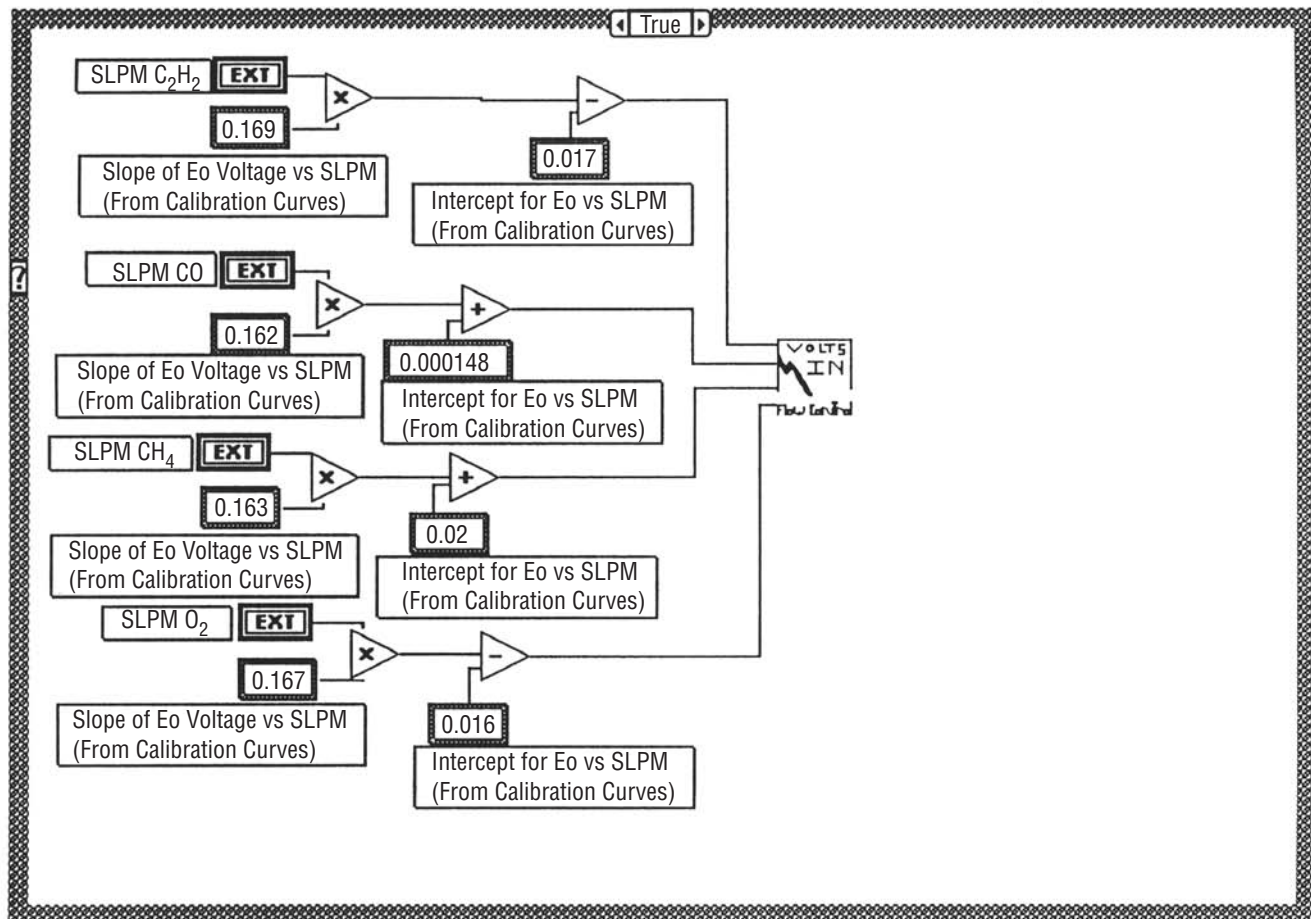 True
SLPM C₂H₂ EXT
×
−
0.169
0.017
Slope of Eo Voltage vs SLPM
(From Calibration Curves)
Intercept for Eo vs SLPM
(From Calibration Curves)
SLPM CO EXT
×
+
0.162
0.000148
Slope of Eo Voltage vs SLPM
(From Calibration Curves)
Intercept for Eo vs SLPM
(From Calibration Curves)
?
VOLTS
IN
Flow Control
SLPM CH₄ EXT
×
+
0.163
0.02
Slope of Eo Voltage vs SLPM
(From Calibration Curves)
Intercept for Eo vs SLPM
(From Calibration Curves)
SLPM O₂ EXT
×
−
0.167
0.016
Slope of Eo Voltage vs SLPM
(From Calibration Curves)
Intercept for Eo vs SLPM
(From Calibration Curves)